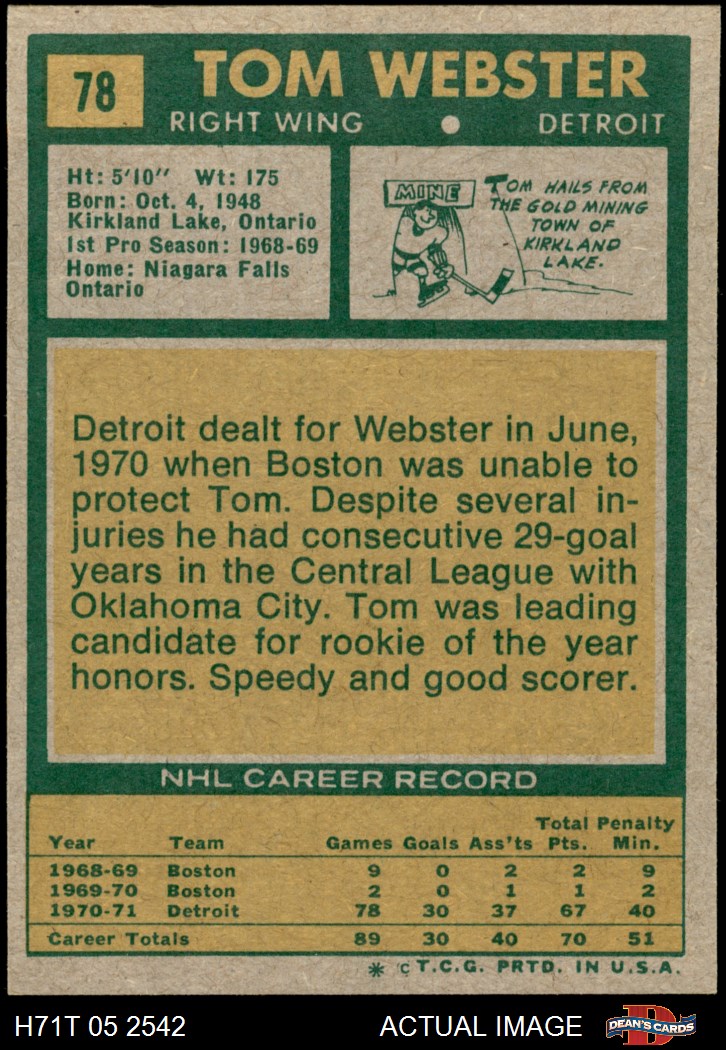 78
TOM WEBSTER
RIGHT WING ● DETROIT
Ht: 5'10" Wt: 175
Born: Oct. 4, 1948
Kirkland Lake, Ontario
1st Pro Season: 1968-69
Home: Niagara Falls
Ontario
MINE
TOM HAILS FROM
THE GOLD MINING
TOWN OF
KIRKLAND
LAKE.
Detroit dealt for Webster in June,
1970 when Boston was unable to
protect Tom. Despite several in-
juries he had consecutive 29-goal
years in the Central League with
Oklahoma City. Tom was leading
candidate for rookie of the year
honors. Speedy and good scorer.
NHL CAREER RECORD
Total Penalty
Year Team Games Goals Ass'ts Pts. Min.
1968-69 Boston 9 0 2 2 9
1969-70 Boston 2 0 1 1 2
1970-71 Detroit 78 30 37 67 40
Career Totals 89 30 40 70 51
* © T.C.G. PRTD. IN U.S.A.
H71T 05 2542 ACTUAL IMAGE
D
DEAN'S CARDS